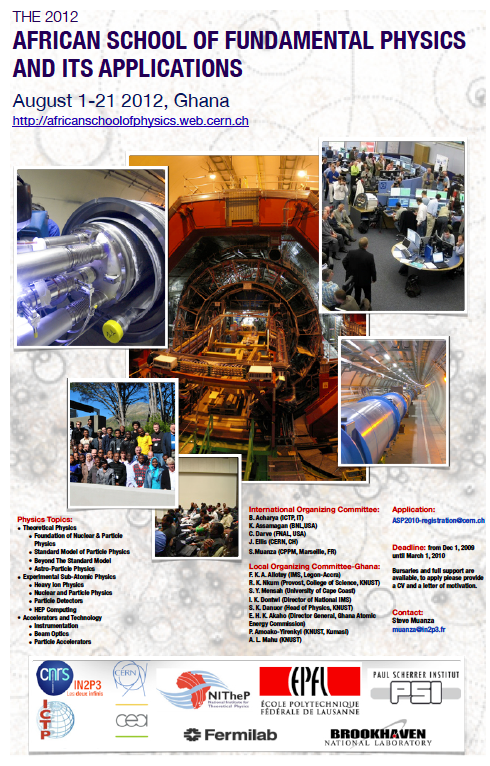 THE 2012
AFRICAN SCHOOL OF FUNDAMENTAL PHYSICS
AND ITS APPLICATIONS
August 1-21 2012, Ghana
http://africanschoolofphysics.web.cern.ch
Physics Topics:
Theoretical Physics
Foundation of Nuclear & Particle
Physics
Standard Model of Particle Physics
Beyond The Standard Model
Astro-Particle Physics
Experimental Sub-Atomic Physics
Heavy Ion Physics
Nuclear and Particle Physics
Particle Detectors
HEP Computing
Accelerators and Technology
Instrumentation
Beam Optics
Particle Accelerators
International Organizing Committee:
B. Acharya (ICTP, IT)
K. Assamagan (BNL,USA)
C. Darve (FNAL, USA)
J. Ellis (CERN, CH)
S.Muanza (CPPM, Marseille, FR)
Local Organizing Committee-Ghana:
F. K. A. Allotey (IMS, Legon-Accra)
R. K. Nkum (Provost, College of Science, KNUST)
S. Y. Mensah (University of Cape Coast)
I. K. Dontwi (Director of National IMS)
S. K. Danuor (Head of Physics, KNUST)
E. H. K. Akaho (Director General, Ghana Atomic
Energy Commission)
P. Amoako-Yirenkyi (KNUST, Kumasi)
A. L. Mahu (KNUST)
Application:
ASP2010-registration@cern.ch
Deadline: from Dec 1, 2009
until March 1, 2010
Bursaries and full support are
available, to apply please provide
a CV and a letter of motivation.
Contact:
Steve Muanza
muanza@in2p3.fr
CNRS
IN2P3
Les deux infinis
CERN
NITheP
National Institute for
Theoretical Physics
EPFL
ÉCOLE POLYTECHNIQUE
FÉDÉRALE DE LAUSANNE
PAUL SCHERRER INSTITUT
PSI
ICTP
cea
Fermilab
BROOKHAVEN
NATIONAL LABORATORY